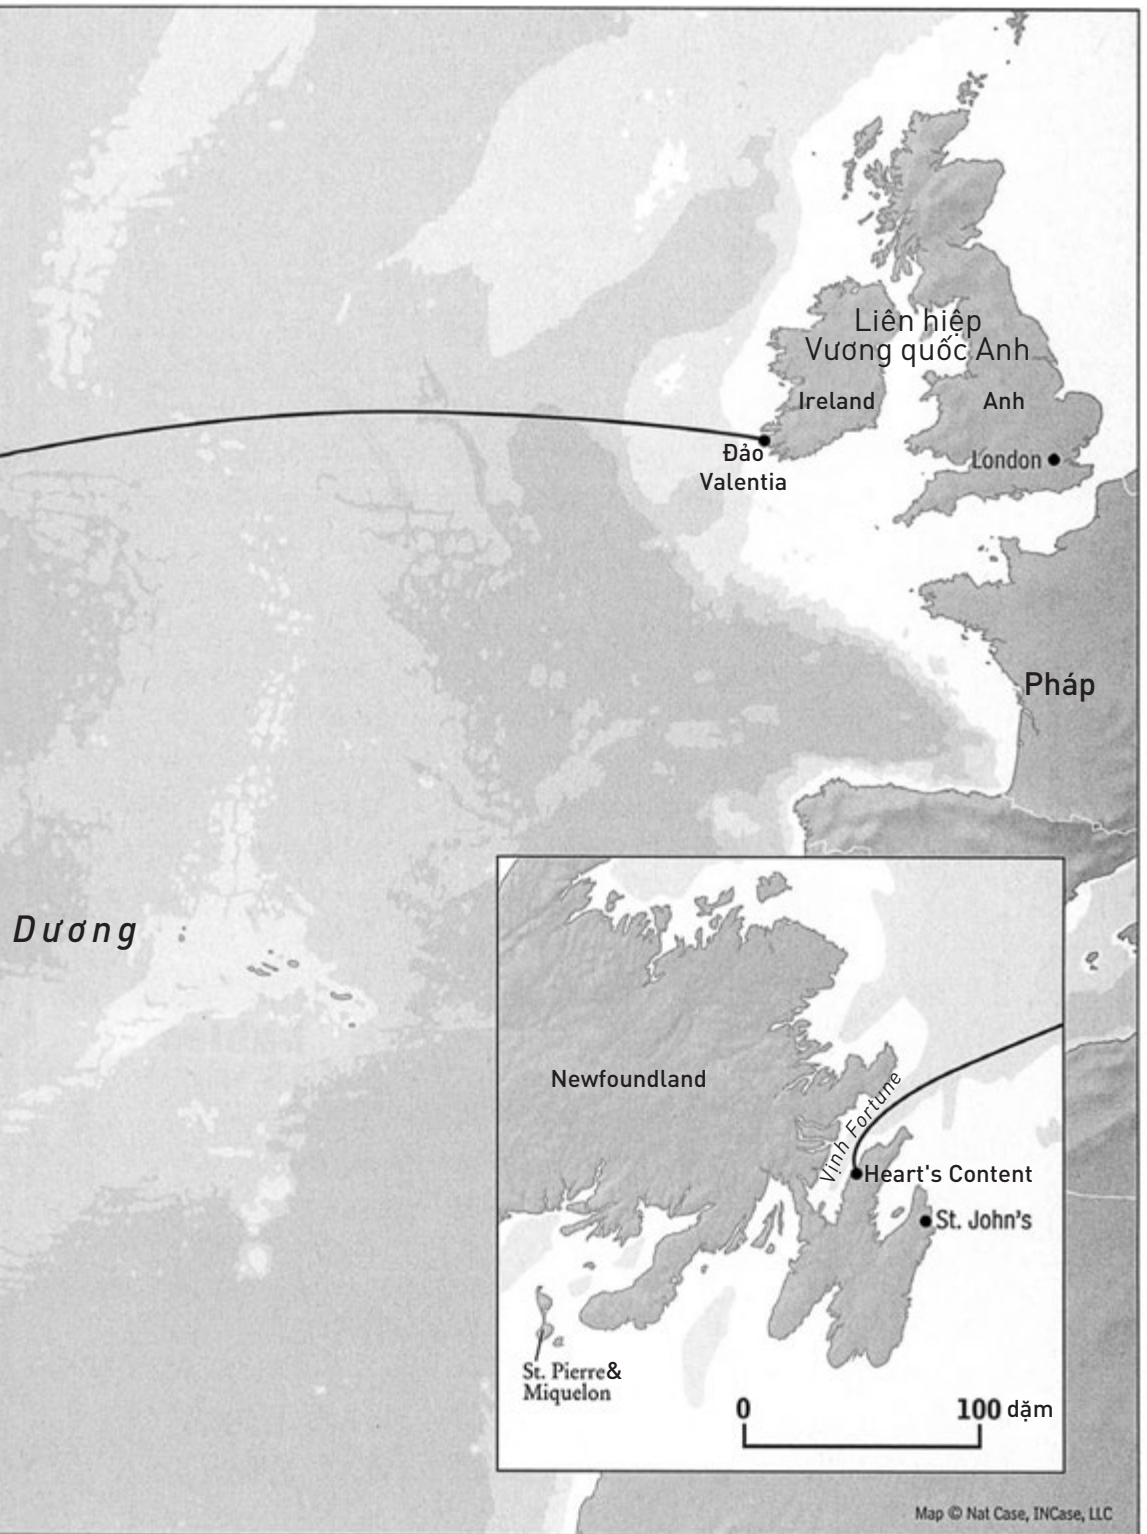 Liên hiệp
Vương quốc Anh
Ireland
Anh
Đảo
Valentia
London
Pháp
Dương
Newfoundland
Vịnh Fortune
Heart's Content
St. John's
St. Pierre&
Miquelon
0
100 dặm
Map © Nat Case, INCase, LLC